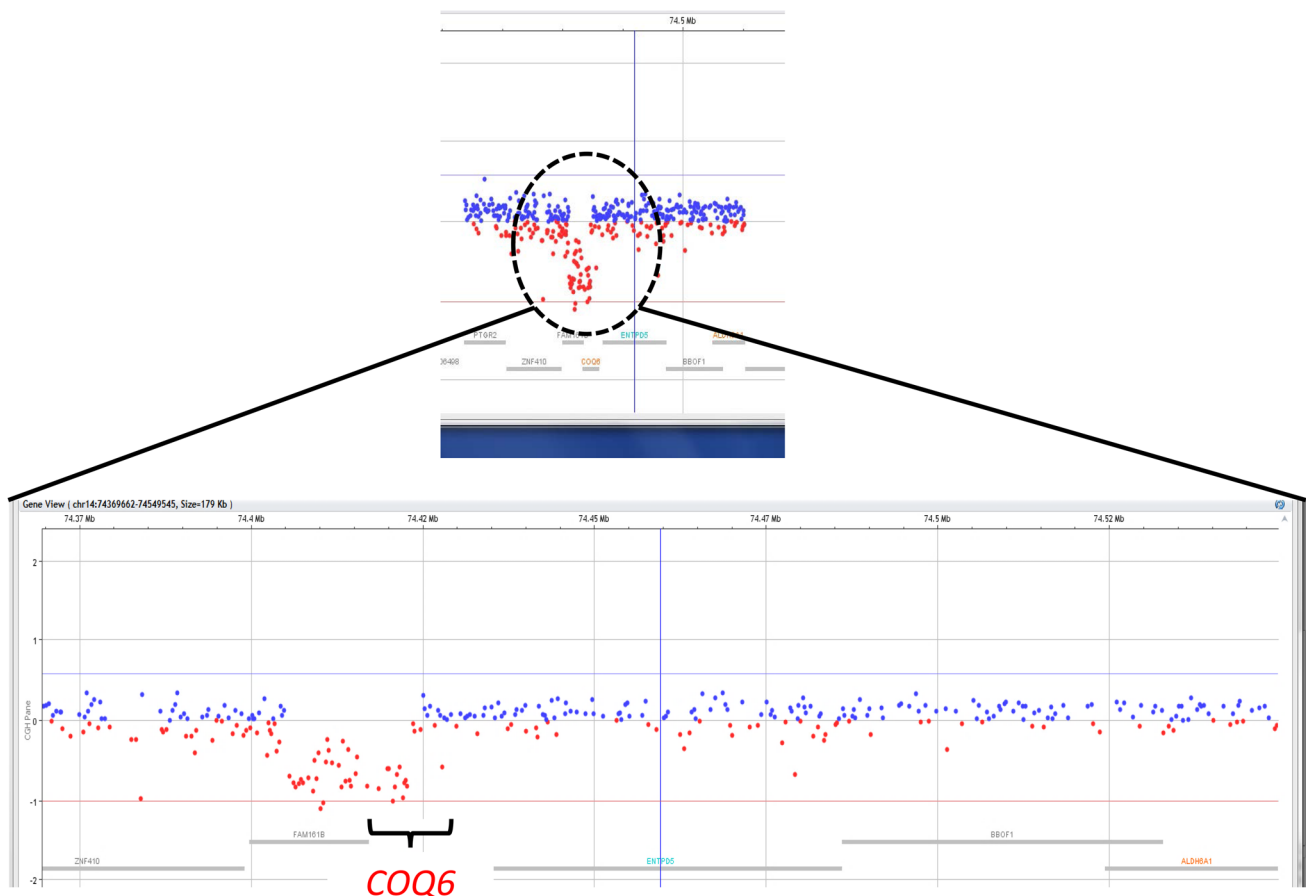 74.5 Mb
PTGR2 FAM161B ENTPD5
ZNF410 COQ6 BBOF1
Gene View ( chr14:74369662-74549545, Size=179 Kb )
74.37 Mb 74.4 Mb 74.42 Mb 74.45 Mb 74.47 Mb 74.5 Mb 74.52 Mb
2
1
0
-1
-2
CGH Pane
FAM161B BBOF1
ZNF410 ENTPD5 ALDH6A1
COQ6